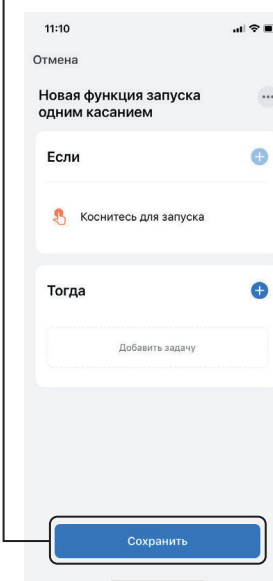 11:10
Отмена
Новая функция запуска
одним касанием
Если
Коснитесь для запуска
Тогда
Добавить задачу
Сохранить